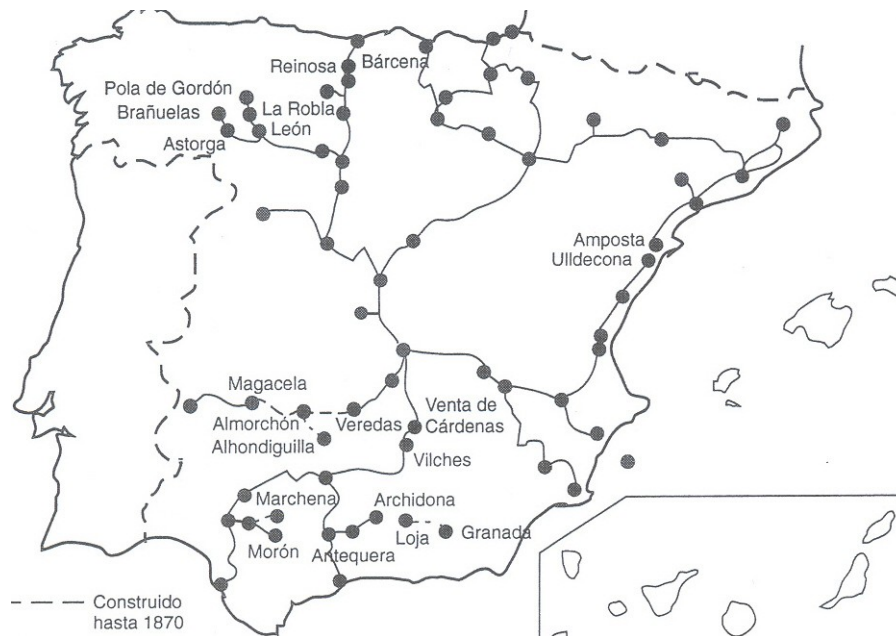 Reinosa
Bárcena
Pola de Gordón
Brañuelas
La Robla
León
Astorga
Amposta
Ulldecona
Magacela
Almorchón
Alhondiguilla
Veredas
Venta de
Cárdenas
Vilches
Marchena
Morón
Archidona
Antequera
Loja
Granada
Construido
hasta 1870